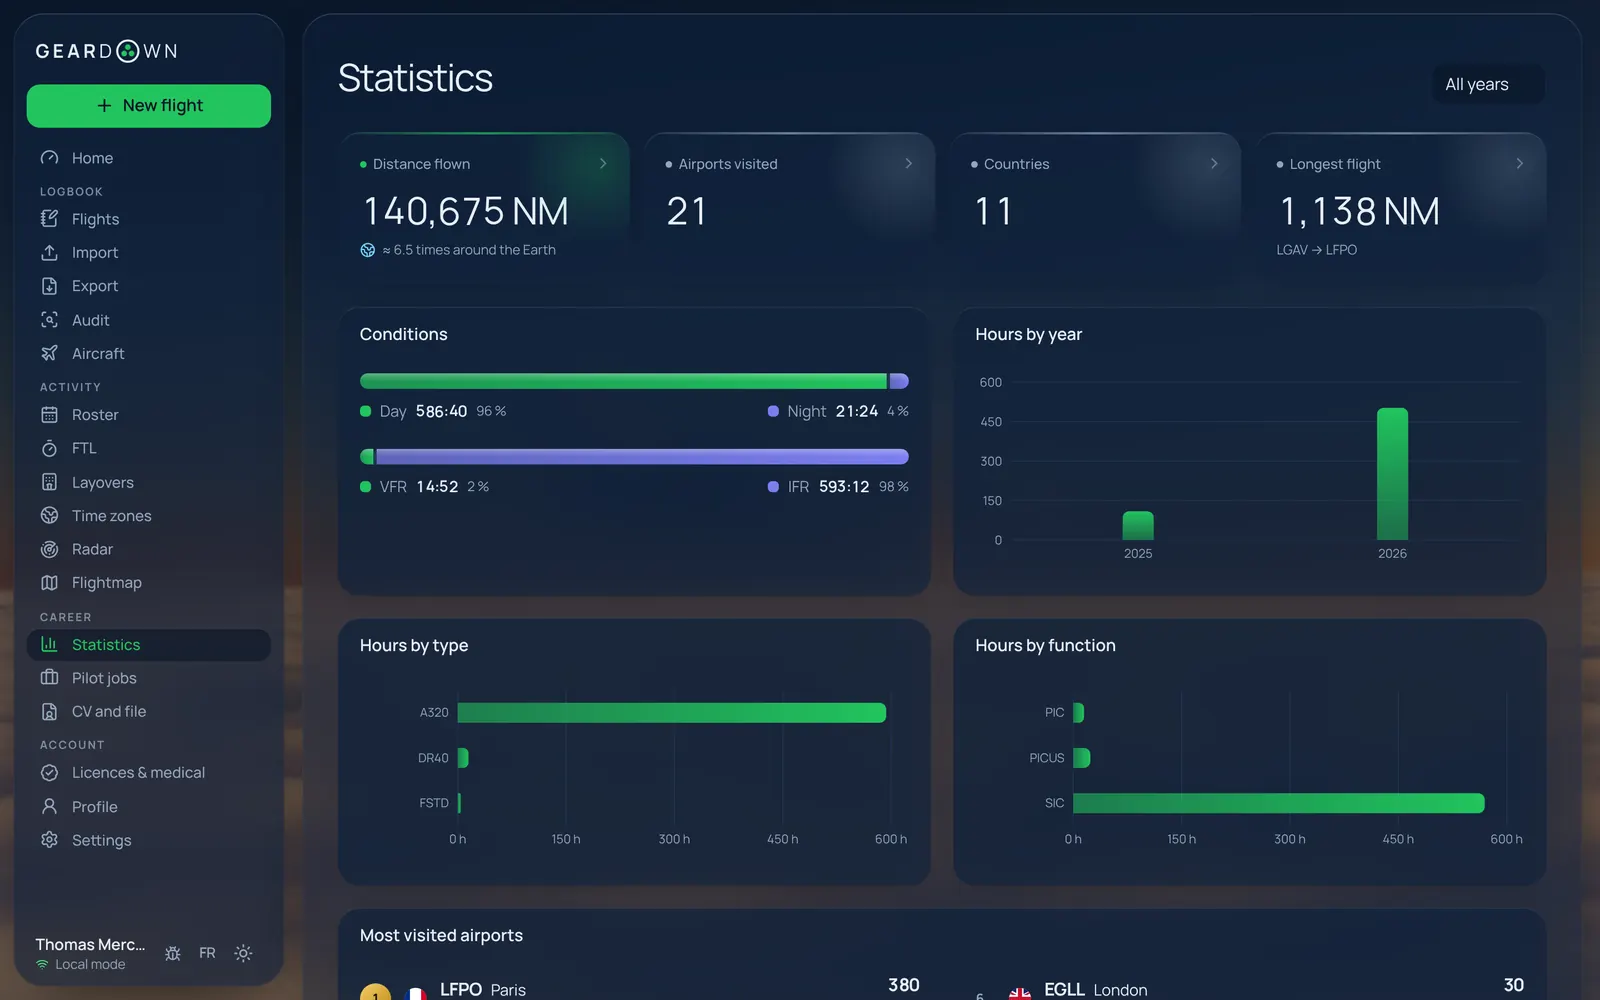 GEARDOWN
+ New flight
Home
LOGBOOK
Flights
Import
Export
Audit
Aircraft
ACTIVITY
Roster
FTL
Layovers
Time zones
Radar
Flightmap
CAREER
Statistics
Pilot jobs
CV and file
ACCOUNT
Licences & medical
Profile
Settings
Thomas Merc...
Local mode
FR
Statistics
All years
Distance flown
140,675 NM
≈ 6.5 times around the Earth
Airports visited
21
Countries
11
Longest flight
1,138 NM
LGAV → LFPO
Conditions
Day 586:40 96 % Night 21:24 4 %
VFR 14:52 2 % IFR 593:12 98 %
Hours by year
600
450
300
150
0
2025 2026
Hours by type
A320
DR40
FSTD
0 h 150 h 300 h 450 h 600 h
Hours by function
PIC
PICUS
SIC
0 h 150 h 300 h 450 h 600 h
Most visited airports
1 LFPO Paris 380
6 EGLL London 30